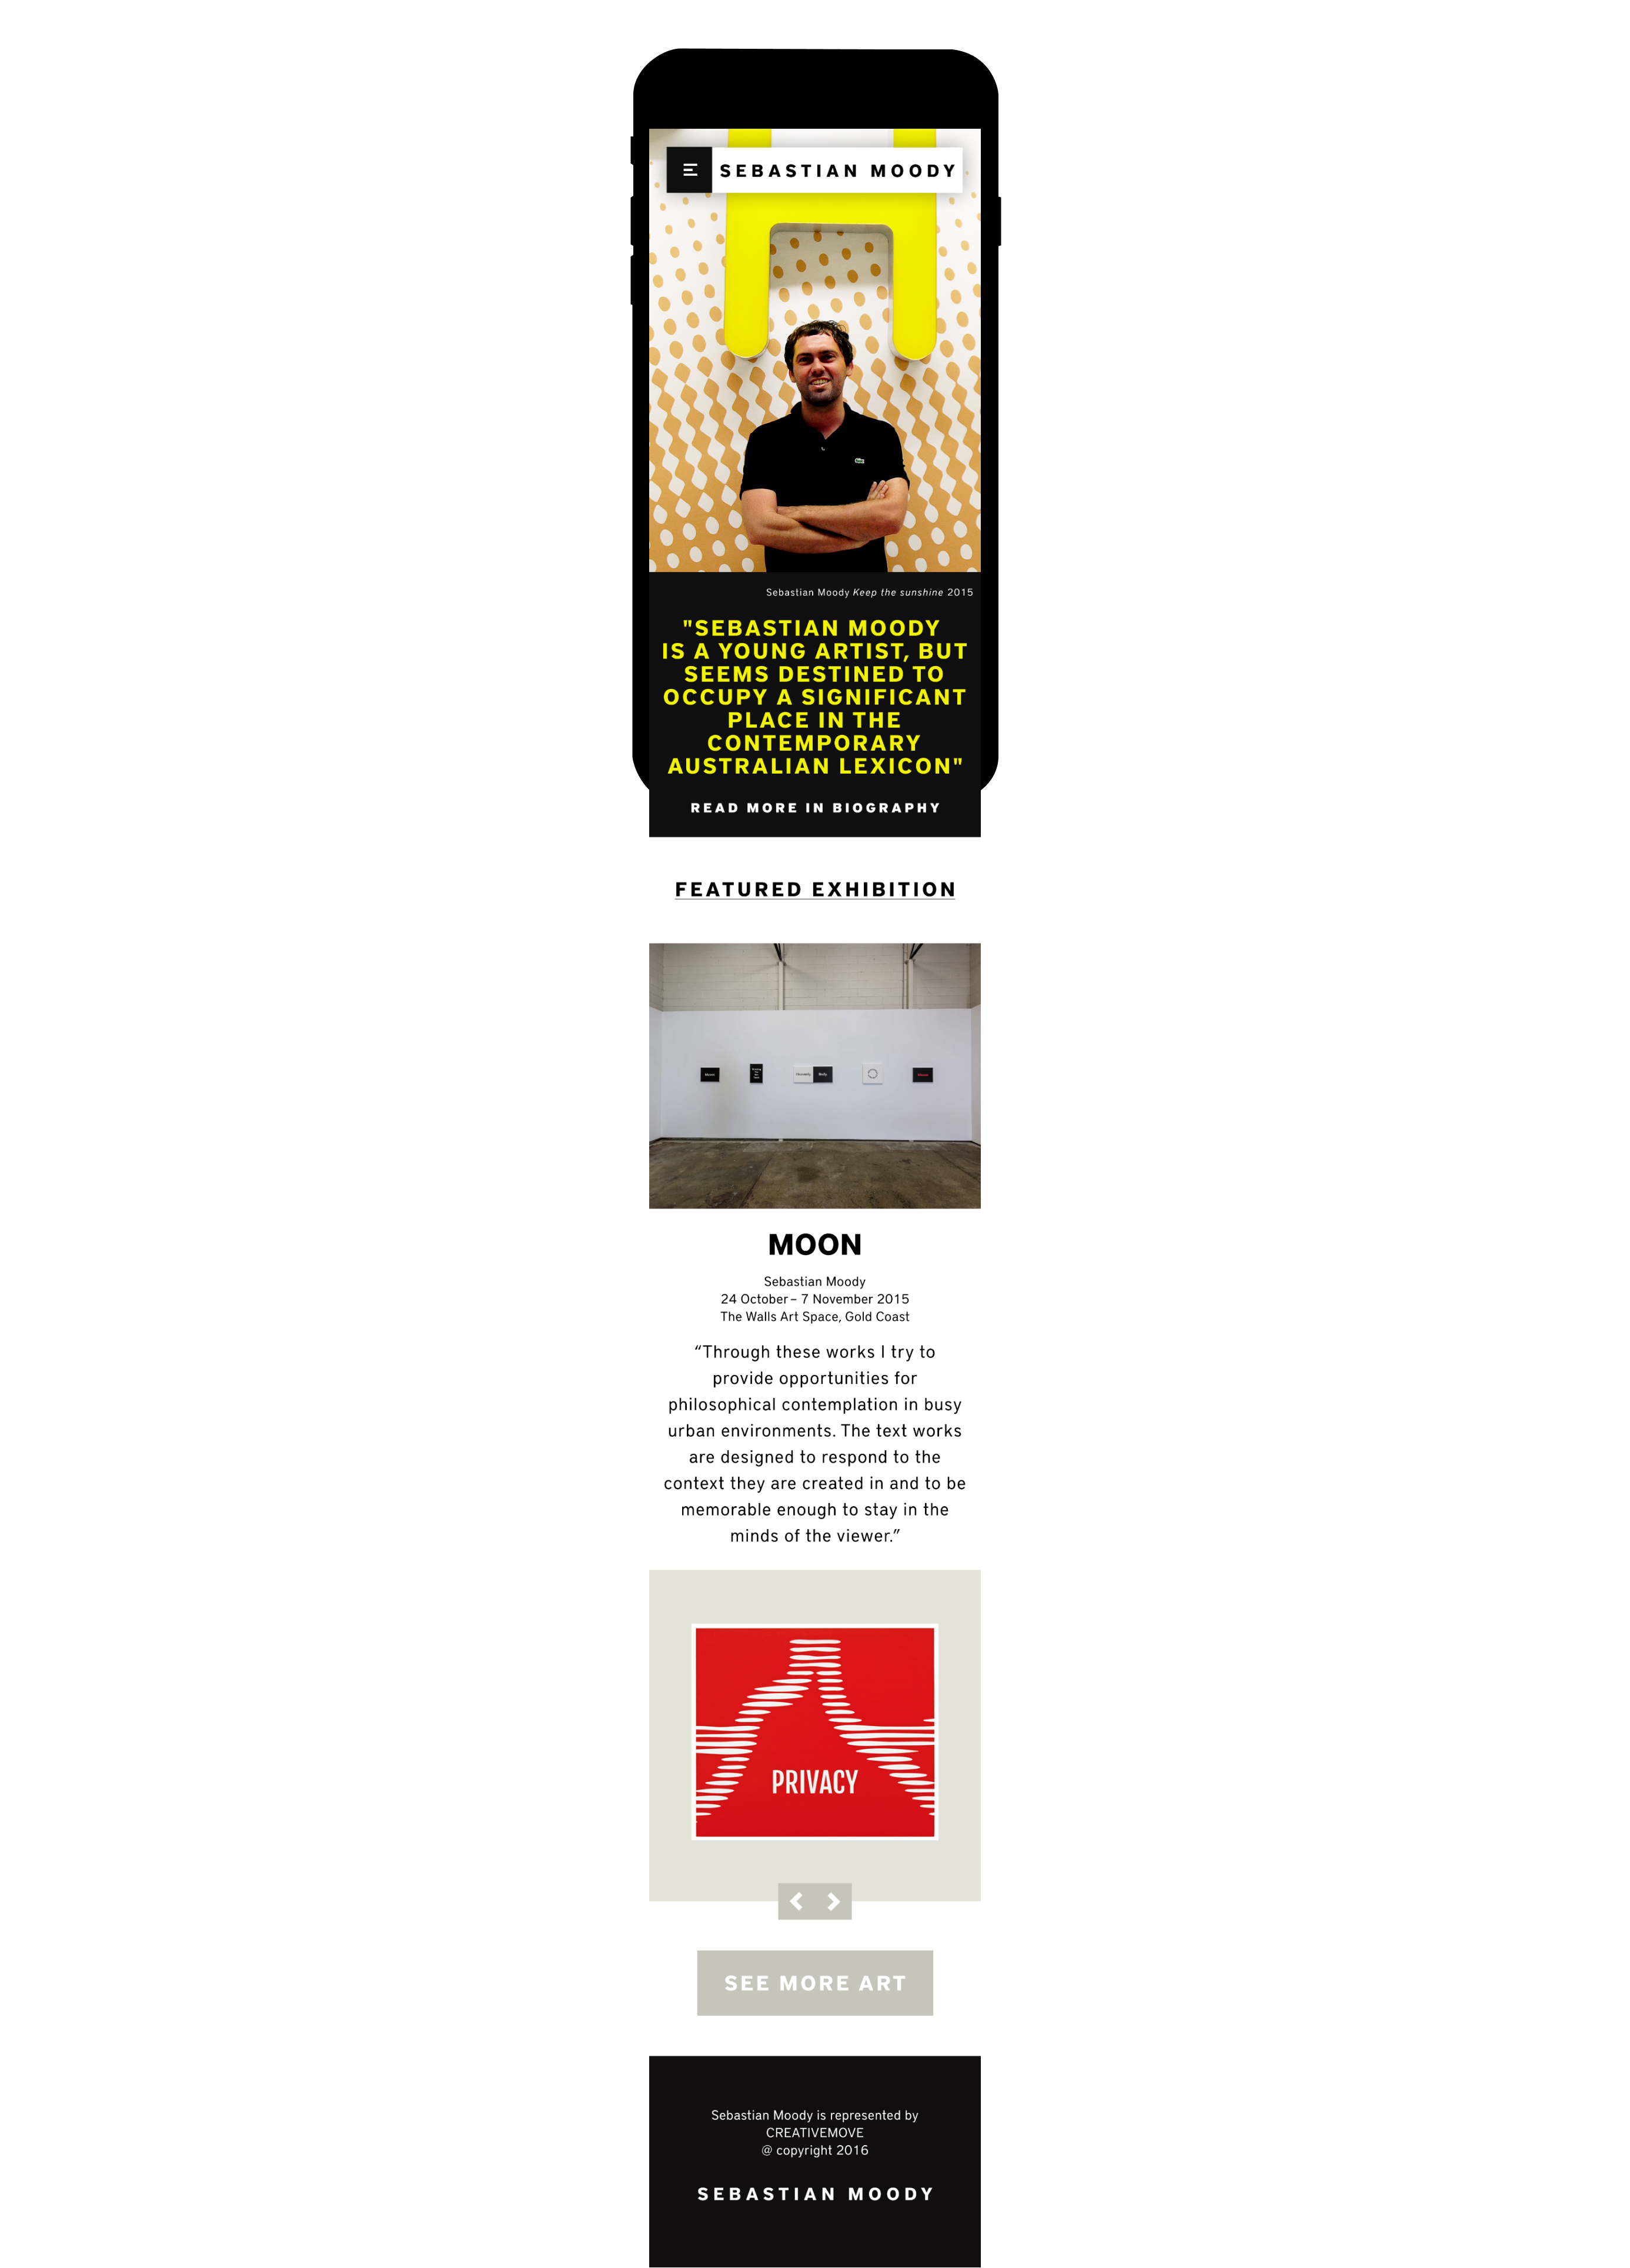 SEBASTIAN MOODY
Sebastian Moody Keep the sunshine 2015
"SEBASTIAN MOODY
IS A YOUNG ARTIST, BUT
SEEMS DESTINED TO
OCCUPY A SIGNIFICANT
PLACE IN THE
CONTEMPORARY
AUSTRALIAN LEXICON"
READ MORE IN BIOGRAPHY
FEATURED EXHIBITION
MOON
Sebastian Moody
24 October – 7 November 2015
The Walls Art Space, Gold Coast
“Through these works I try to
provide opportunities for
philosophical contemplation in busy
urban environments. The text works
are designed to respond to the
context they are created in and to be
memorable enough to stay in the
minds of the viewer.”
PRIVACY
SEE MORE ART
Sebastian Moody is represented by
CREATIVEMOVE
@ copyright 2016
SEBASTIAN MOODY